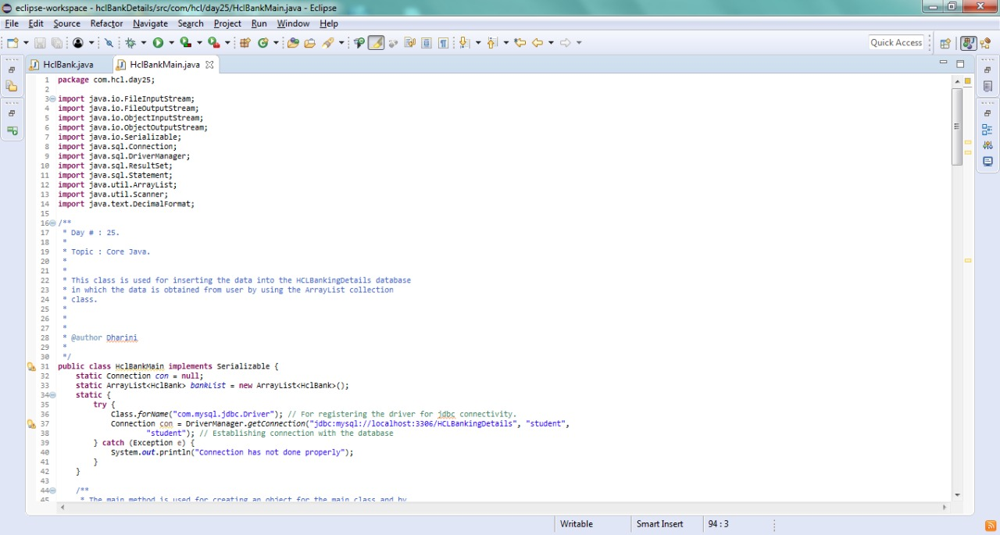 eclipse-workspace - hclBankDetails/src/com/hcl/day25/HclBankMain.java - Eclipse
File Edit Source Refactor Navigate Search Project Run Window Help
Quick Access
HclBank.java HclBankMain.java
1 package com.hcl.day25;
2
3 import java.io.FileInputStream;
4 import java.io.FileOutputStream;
5 import java.io.ObjectInputStream;
6 import java.io.ObjectOutputStream;
7 import java.io.Serializable;
8 import java.sql.Connection;
9 import java.sql.DriverManager;
10 import java.sql.ResultSet;
11 import java.sql.Statement;
12 import java.util.ArrayList;
13 import java.util.Scanner;
14 import java.text.DecimalFormat;
15
16 /**
17 * Day # : 25.
18 *
19 * Topic : Core Java.
20 *
21 *
22 * This class is used for inserting the data into the HCLBankingDetails database
23 * in which the data is obtained from user by using the ArrayList collection
24 * class.
25 *
26 *
27 *
28 * @author Dharini
29 *
30 */
31 public class HclBankMain implements Serializable {
32 static Connection con = null;
33 static ArrayList<HclBank> bankList = new ArrayList<HclBank>();
34 static {
35 try {
36 Class.forName("com.mysql.jdbc.Driver"); // For registering the driver for jdbc connectivity.
37 Connection con = DriverManager.getConnection("jdbc:mysql://localhost:3306/HCLBankingDetails", "student",
38 "student"); // Establishing connection with the database
39 } catch (Exception e) {
40 System.out.println("Connection has not done properly");
41 }
42 }
43
44 /**
45 * The main method is used for creating an object for the main class and by
Writable Smart Insert 94 : 3